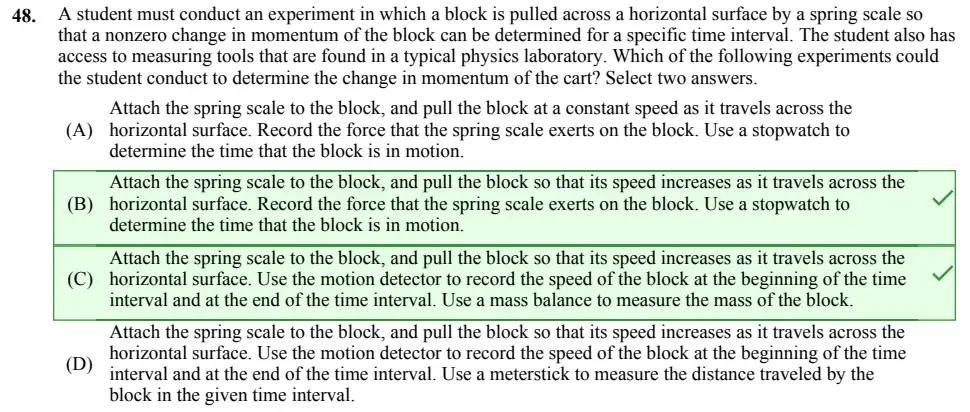 48. A student must conduct an experiment in which a block is pulled across a horizontal surface by a spring scale so
that a nonzero change in momentum of the block can be determined for a specific time interval. The student also has
access to measuring tools that are found in a typical physics laboratory. Which of the following experiments could
the student conduct to determine the change in momentum of the cart? Select two answers.
Attach the spring scale to the block, and pull the block at a constant speed as it travels across the
(A) horizontal surface. Record the force that the spring scale exerts on the block. Use a stopwatch to
determine the time that the block is in motion.
Attach the spring scale to the block, and pull the block so that its speed increases as it travels across the
(B) horizontal surface. Record the force that the spring scale exerts on the block. Use a stopwatch to
determine the time that the block is in motion.
Attach the spring scale to the block, and pull the block so that its speed increases as it travels across the
(C) horizontal surface. Use the motion detector to record the speed of the block at the beginning of the time
interval and at the end of the time interval. Use a mass balance to measure the mass of the block.
Attach the spring scale to the block, and pull the block so that its speed increases as it travels across the
horizontal surface. Use the motion detector to record the speed of the block at the beginning of the time
(D) interval and at the end of the time interval. Use a meterstick to measure the distance traveled by the
block in the given time interval.